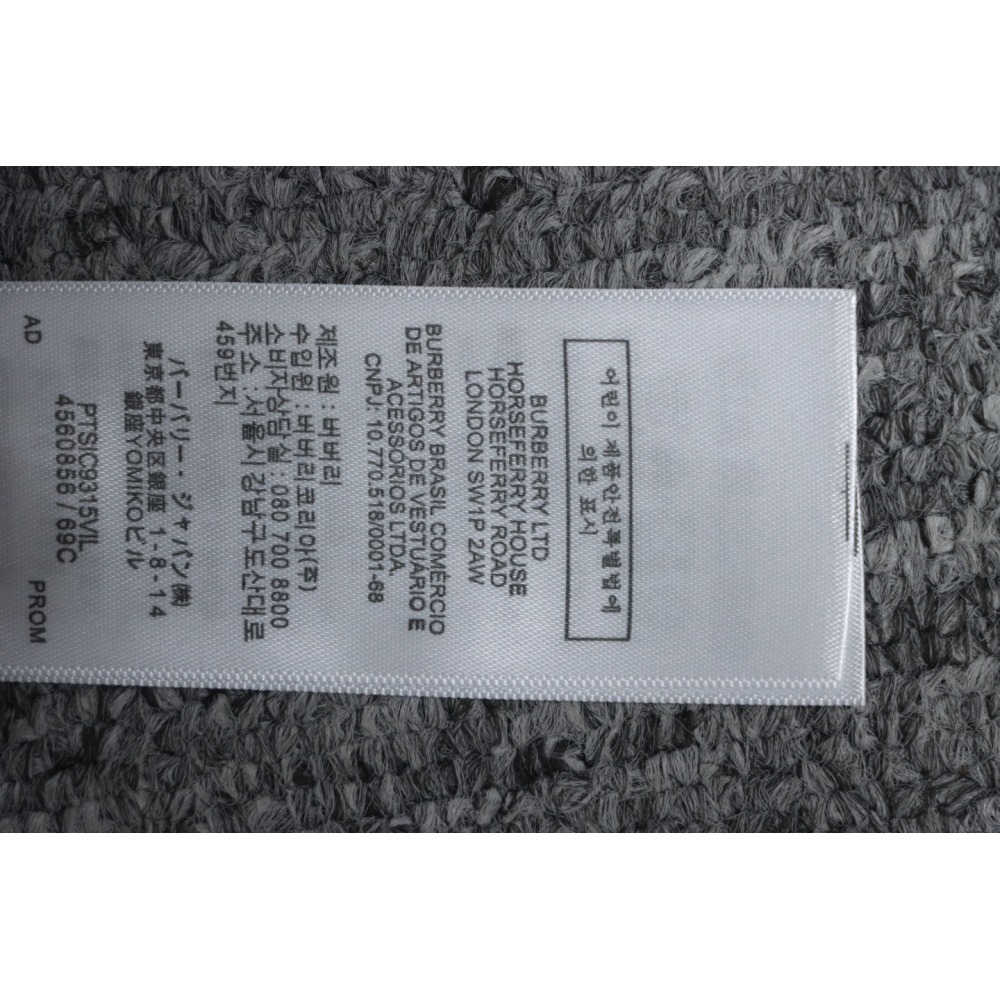 어린이 제품안전특별법에
의한 표시
BURBERRY LTD
HORSEFERRY HOUSE
HORSEFERRY ROAD
LONDON SW1P 2AW
BURBERRY BRASIL COMÉRCIO
DE ARTIGOS DE VESTUÁRIO E
ACESSÓRIOS LTDA.
CNPJ: 10.770.518/0001-68
제조원 : 버버리
수입원 : 버버리코리아(주)
소비자상담실 : 080 700 8800
주소 : 서울시 강남구 도산대로
459번지
バーバリー・ジャパン㈱
東京都中央区銀座 1-8-14
銀座YOMIKOビル
PTSIC9315VIL
4560856 / 69C
AD PROM